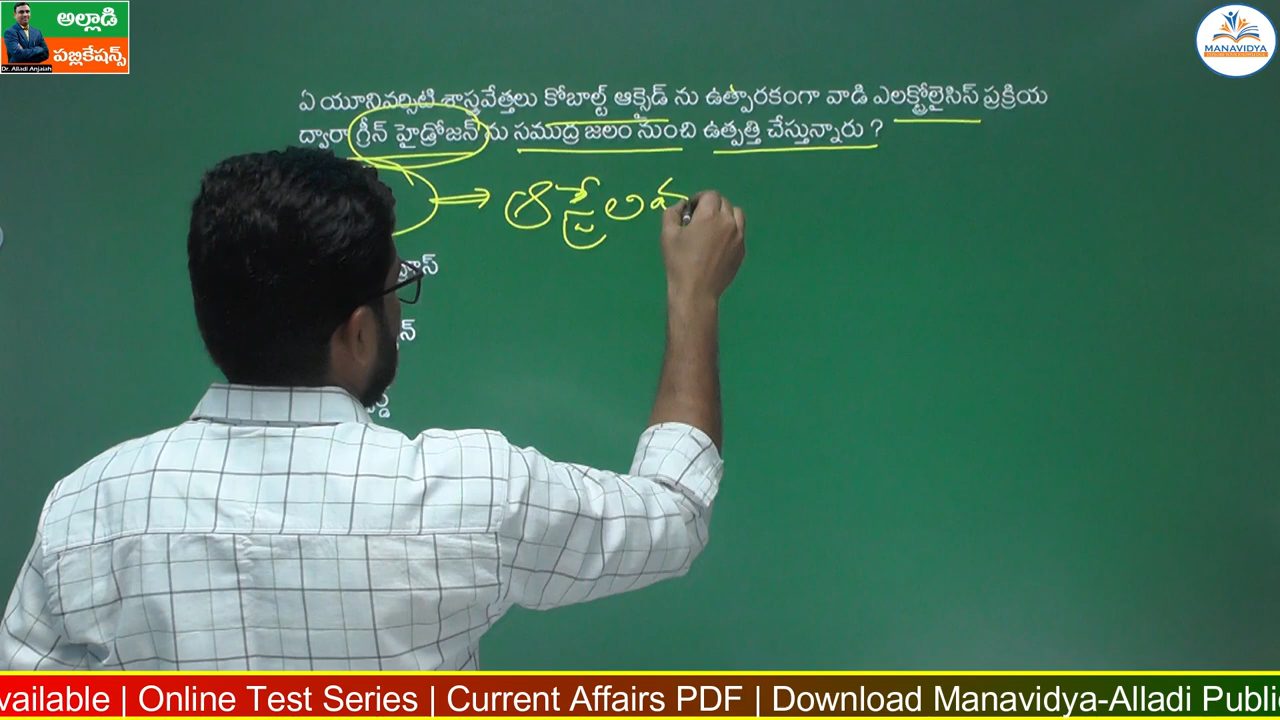 అల్లాడి
పబ్లికేషన్స్
Dr. Alladi Anjaiah
MANAVIDYA
ఏ యూనివర్సిటి శాస్త్రవేత్తలు కోబాల్ట్ ఆక్సైడ్ ను ఉత్పారకంగా వాడి ఎలక్ట్రోలైసిస్ ప్రక్రియ
ద్వారా గ్రీన్ హైడ్రోజన్ ను సముద్ర జలం నుంచి ఉత్పత్తి చేస్తున్నారు ?
vailable | Online Test Series | Current Affairs PDF | Download Manavidya-Alladi Public